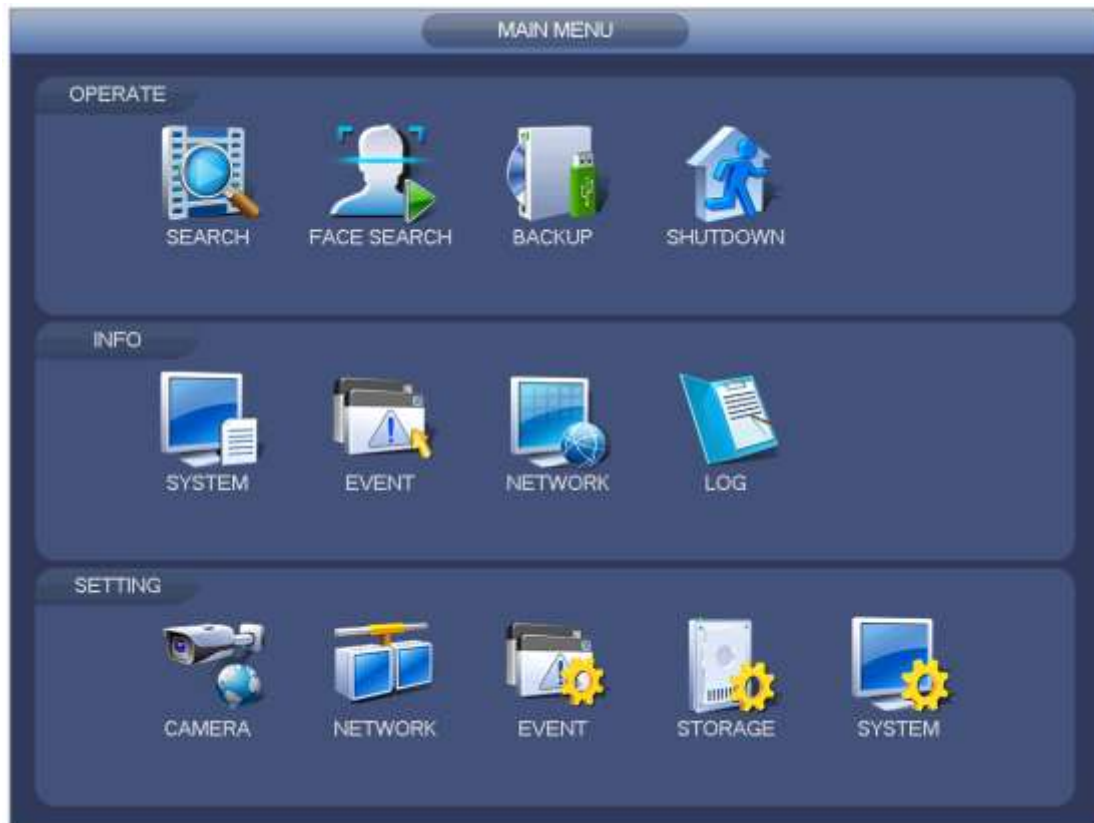 MAIN MENU
OPERATE
SEARCH FACE SEARCH BACKUP SHUTDOWN
INFO
SYSTEM EVENT NETWORK LOG
SETTING
CAMERA NETWORK EVENT STORAGE SYSTEM